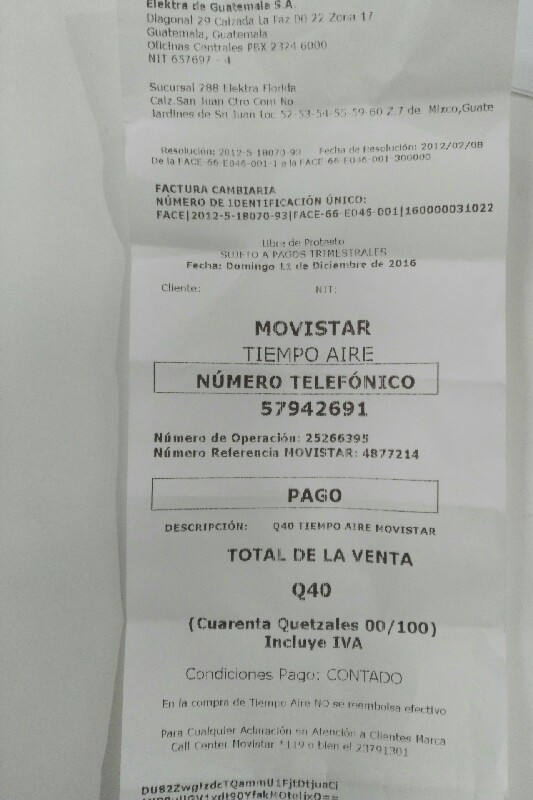 Elektra de Guatemala S.A.
Diagonal 29 Calzada La Paz D0 22 Zona 17
Guatemala, Guatemala
Oficinas Centrales PBX 2324 6000
NIT 657697 - 4
Sucursal 288 Elektra Florida
Calz.San Juan Ctro Com No
Jardines de Sn Juan Loc 52-53-54-55-59-60 Z.7 de Mixco,Guate
Resolución: 2012-5-18070-93 Fecha de Resolución: 2012/02/08
De la FACE-66-E046-001-1 a la FACE-66-E046-001-300000
FACTURA CAMBIARIA
NÚMERO DE IDENTIFICACIÓN ÚNICO:
FACE|2012-5-18070-93|FACE-66-E046-001|160000031022
Libre de Protesto
SUJETO A PAGOS TRIMESTRALES
Fecha: Domingo 11 de Diciembre de 2016
Cliente: NIT:
MOVISTAR
TIEMPO AIRE
NÚMERO TELEFÓNICO
57942691
Número de Operación: 25266395
Número Referencia MOVISTAR: 4877214
PAGO
DESCRIPCIÓN: Q40 TIEMPO AIRE MOVISTAR
TOTAL DE LA VENTA
Q40
(Cuarenta Quetzales 00/100)
Incluye IVA
Condiciones Pago: CONTADO
En la compra de Tiempo Aire NO se reembolsa efectivo
Para Cualquier Aclaración en Atención a Clientes Marca
Call Center Movistar *119 o bien el 23791301